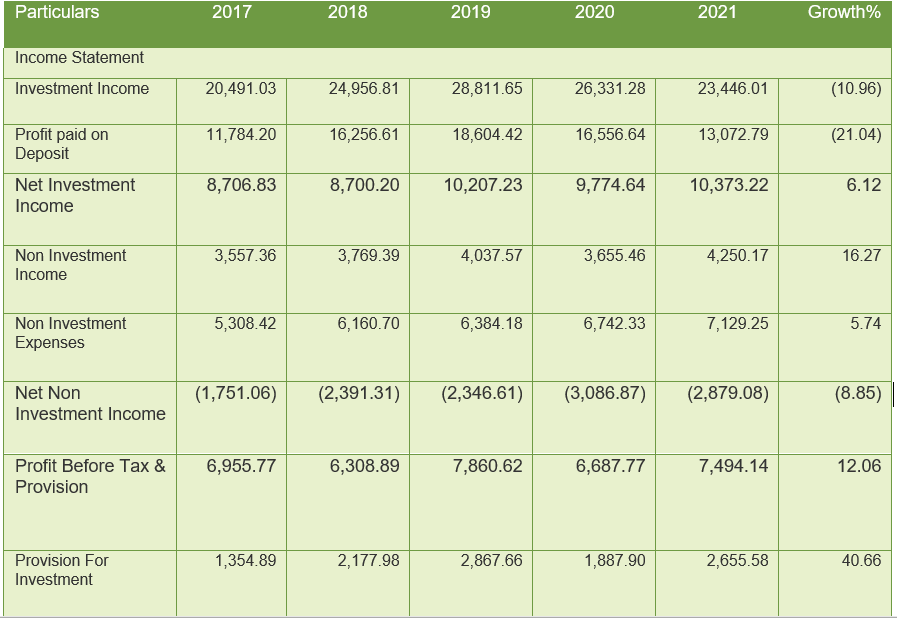 Particulars 2017 2018 2019 2020 2021 Growth%
Income Statement
Investment Income 20,491.03 24,956.81 28,811.65 26,331.28 23,446.01 (10.96)
Profit paid on 11,784.20 16,256.61 18,604.42 16,556.64 13,072.79 (21.04)
Deposit
Net Investment 8,706.83 8,700.20 10,207.23 9,774.64 10,373.22 6.12
Income
Non Investment 3,557.36 3,769.39 4,037.57 3,655.46 4,250.17 16.27
Income
Non Investment 5,308.42 6,160.70 6,384.18 6,742.33 7,129.25 5.74
Expenses
Net Non (1,751.06) (2,391.31) (2,346.61) (3,086.87) (2,879.08) (8.85)
Investment Income
Profit Before Tax & 6,955.77 6,308.89 7,860.62 6,687.77 7,494.14 12.06
Provision
Provision For 1,354.89 2,177.98 2,867.66 1,887.90 2,655.58 40.66
Investment